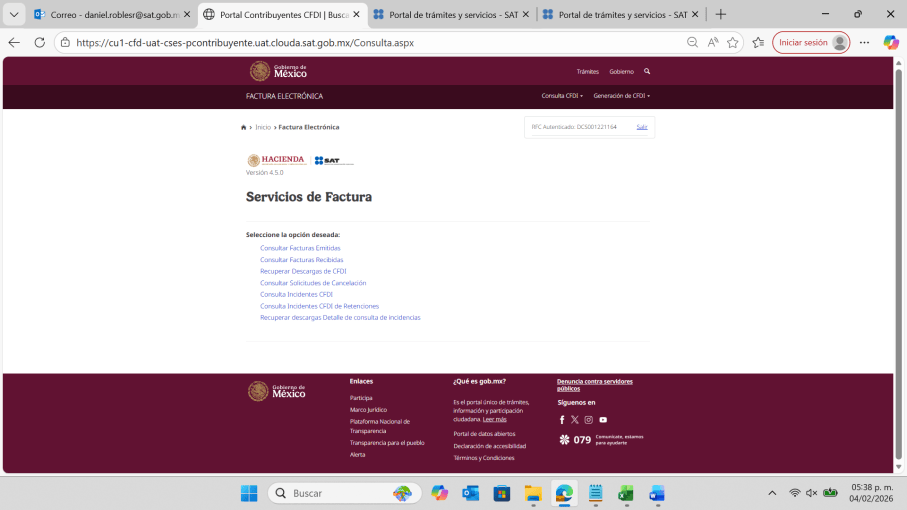 Correo - daniel.roblesr@sat.gob.m
Portal Contribuyentes CFDI | Busca
Portal de trámites y servicios - SAT
Portal de trámites y servicios - SAT
https://cu1-cfd-uat-cses-pcontribuyente.uat.clouda.sat.gob.mx/Consulta.aspx
Iniciar sesión
Gobierno de
México
Trámites Gobierno
FACTURA ELECTRÓNICA
Consulta CFDI Generación de CFDI
Inicio Factura Electrónica
RFC Autenticado: DCS001221164 Salir
HACIENDA
SAT
Versión 4.5.0
Servicios de Factura
Seleccione la opción deseada:
Consultar Facturas Emitidas
Consultar Facturas Recibidas
Recuperar Descargas de CFDI
Consultar Solicitudes de Cancelación
Consulta Incidentes CFDI
Consulta Incidentes CFDI de Retenciones
Recuperar descargas Detalle de consulta de incidencias
Gobierno de
México
Enlaces
Participa
Marco Jurídico
Plataforma Nacional de
Transparencia
Transparencia para el pueblo
Alerta
¿Qué es gob.mx?
Es el portal único de trámites,
información y participación
ciudadana. Leer más
Portal de datos abiertos
Declaración de accesibilidad
Términos y Condiciones
Denuncia contra servidores
públicos
Síguenos en
079
Comunícate, estamos
para ayudarte
Buscar
05:38 p. m.
04/02/2026